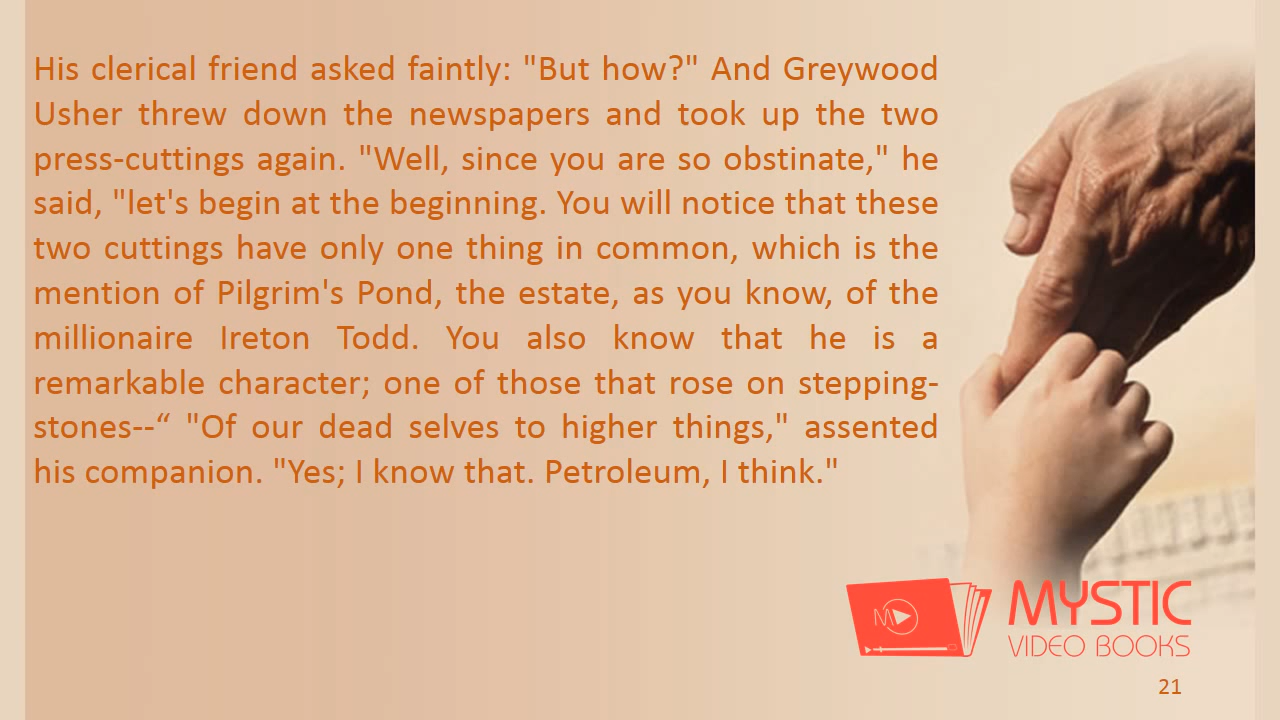 His clerical friend asked faintly: "But how?" And Greywood
Usher threw down the newspapers and took up the two
press-cuttings again. "Well, since you are so obstinate," he
said, "let's begin at the beginning. You will notice that these
two cuttings have only one thing in common, which is the
mention of Pilgrim's Pond, the estate, as you know, of the
millionaire Ireton Todd. You also know that he is a
remarkable character; one of those that rose on stepping-
stones--“ "Of our dead selves to higher things," assented
his companion. "Yes; I know that. Petroleum, I think."
M
MYSTIC
VIDEO BOOKS
21